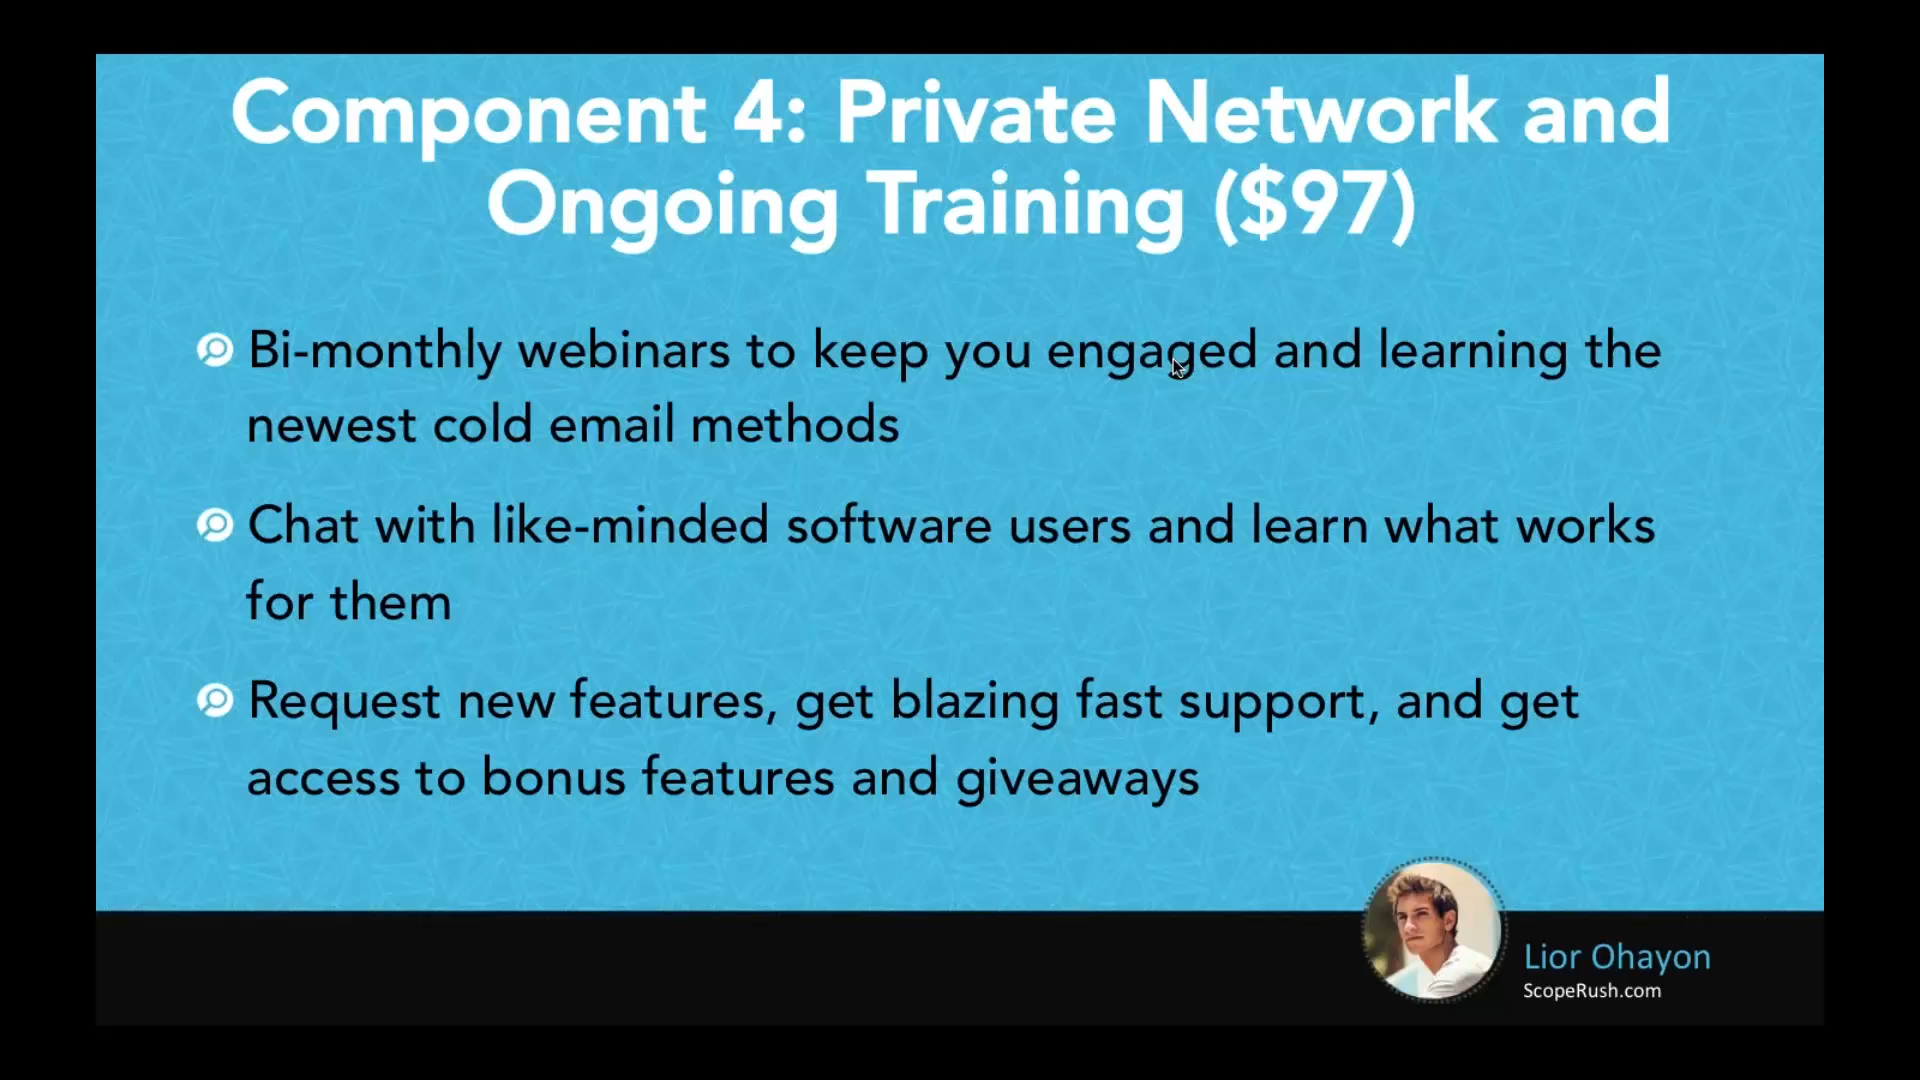 Component 4: Private Network and
Ongoing Training ($97)
Bi-monthly webinars to keep you engaged and learning the
newest cold email methods
Chat with like-minded software users and learn what works
for them
Request new features, get blazing fast support, and get
access to bonus features and giveaways
Lior Ohayon
ScopeRush.com